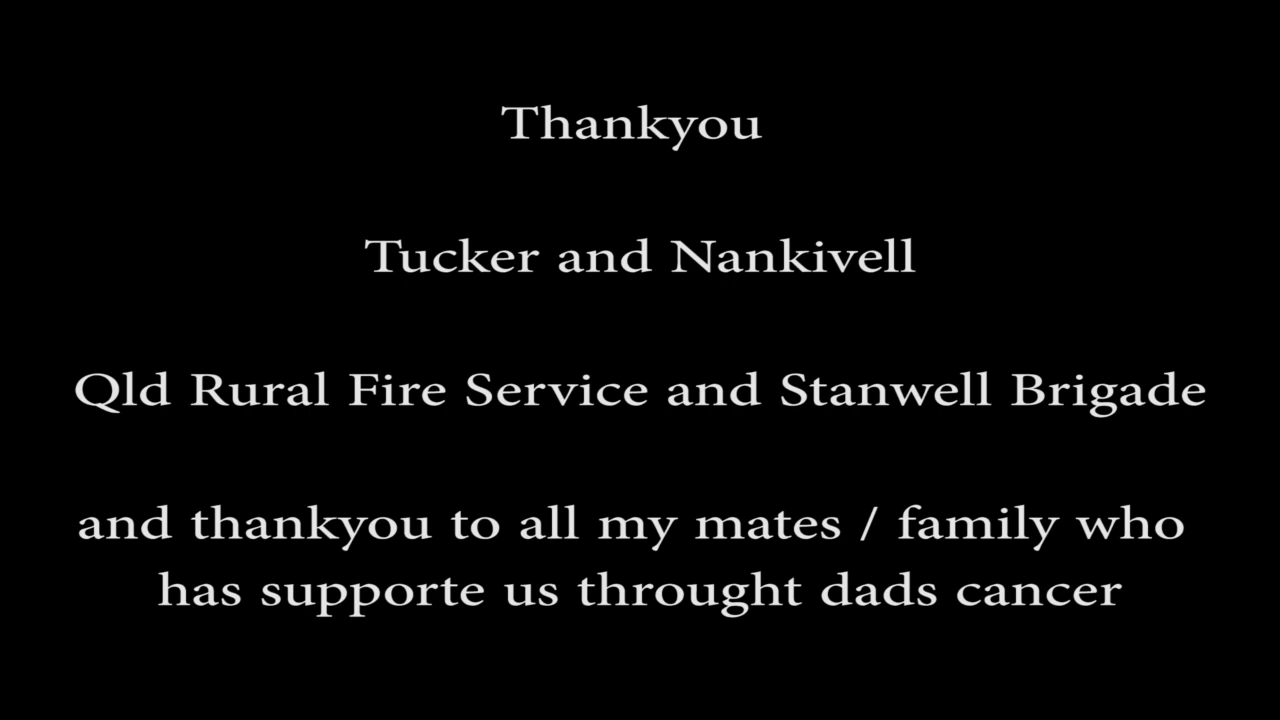 Thankyou
Tucker and Nankivell
Qld Rural Fire Service and Stanwell Brigade
and thankyou to all my mates / family who
has supporte us throught dads cancer